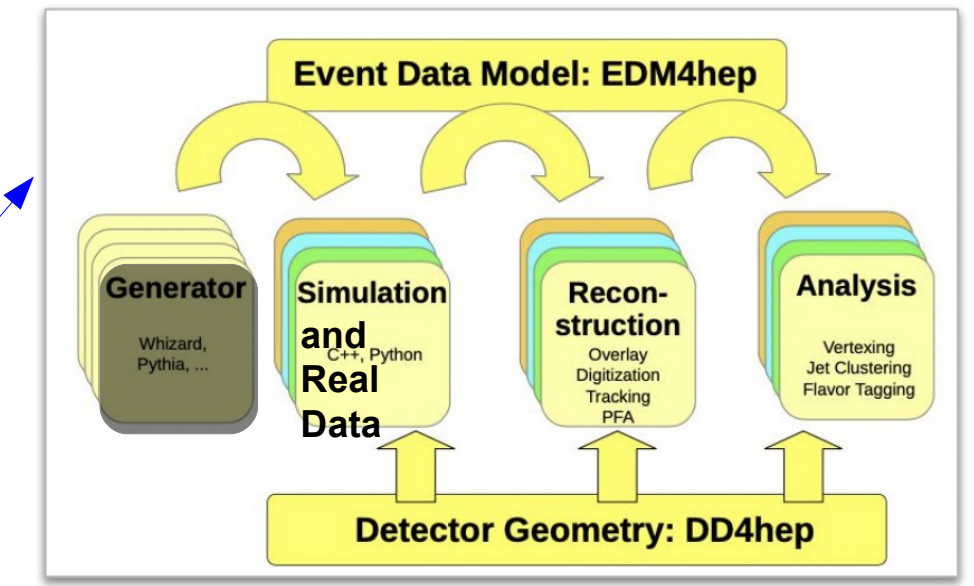 Event Data Model: EDM4hep
Generator
Whizard,
Pythia, ...
Simulation
and
C++, Python
Real
Data
Recon-
struction
Overlay
Digitization
Tracking
PFA
Analysis
Vertexing
Jet Clustering
Flavor Tagging
Detector Geometry: DD4hep